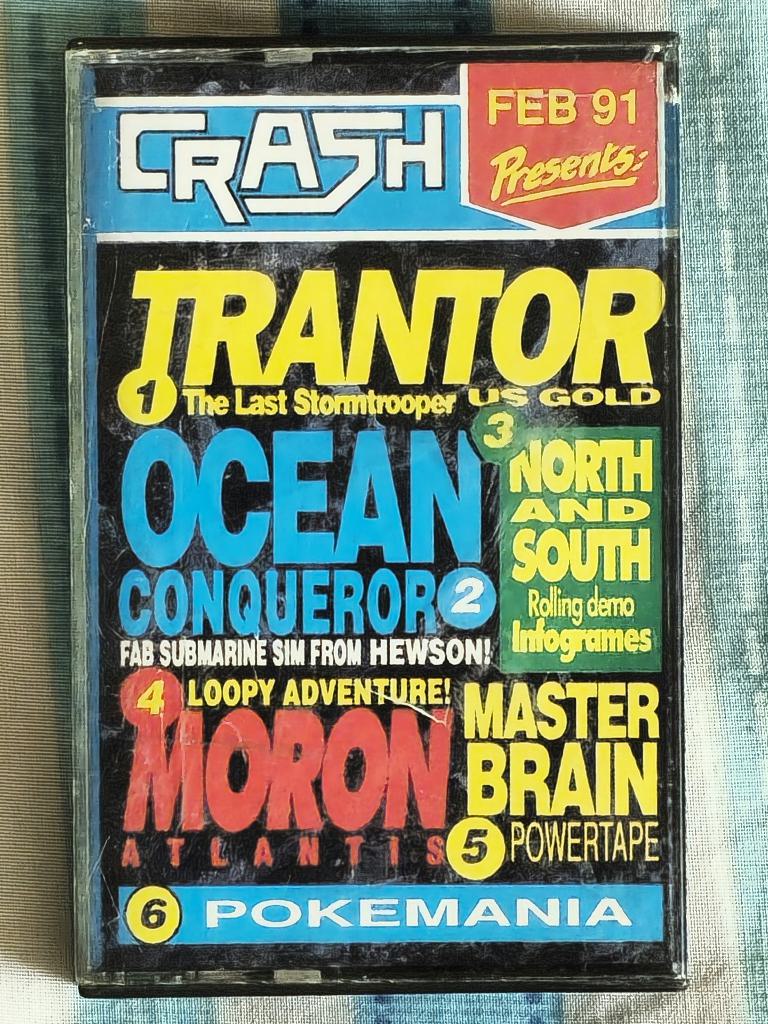 CRASH
FEB 91
Presents:
TRANTOR
1 The Last Stormtrooper US GOLD
OCEAN
CONQUEROR 2
FAB SUBMARINE SIM FROM HEWSON!
3
NORTH
AND
SOUTH
Rolling demo
Infogrames
4 LOOPY ADVENTURE!
MORON
ATLANTIS
MASTER
BRAIN
5 POWERTAPE
6 POKEMANIA